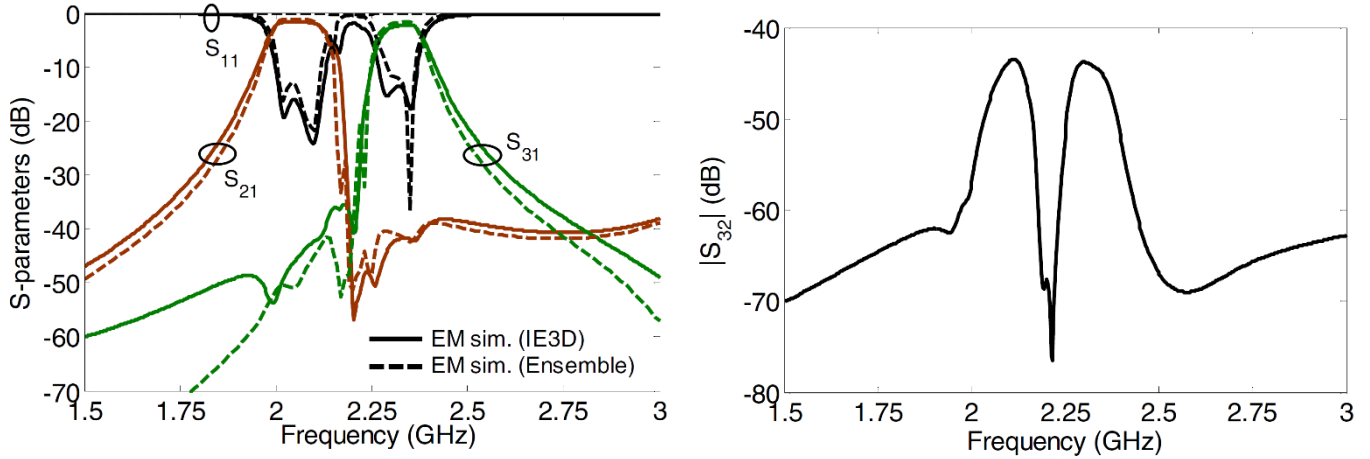 0
-10
-20
-30
-40
-50
-60
-70
S-parameters (dB)
S11
S21
S31
EM sim. (IE3D)
EM sim. (Ensemble)
1.5 1.75 2 2.25 2.5 2.75 3
Frequency (GHz)
-40
-50
-60
-70
-80
|S32| (dB)
1.5 1.75 2 2.25 2.5 2.75 3
Frequency (GHz)